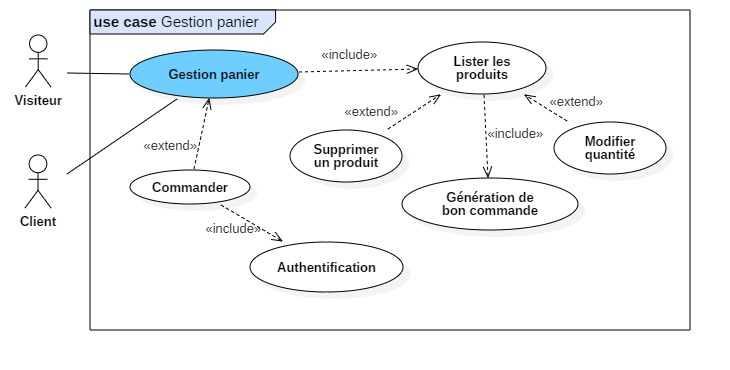 use case Gestion panier
Visiteur
Client
Gestion panier
«include»
Lister les
produits
«extend»
«extend»
«extend»
«include»
Supprimer
un produit
Modifier
quantité
Commander
Génération de
bon commande
«include»
Authentification